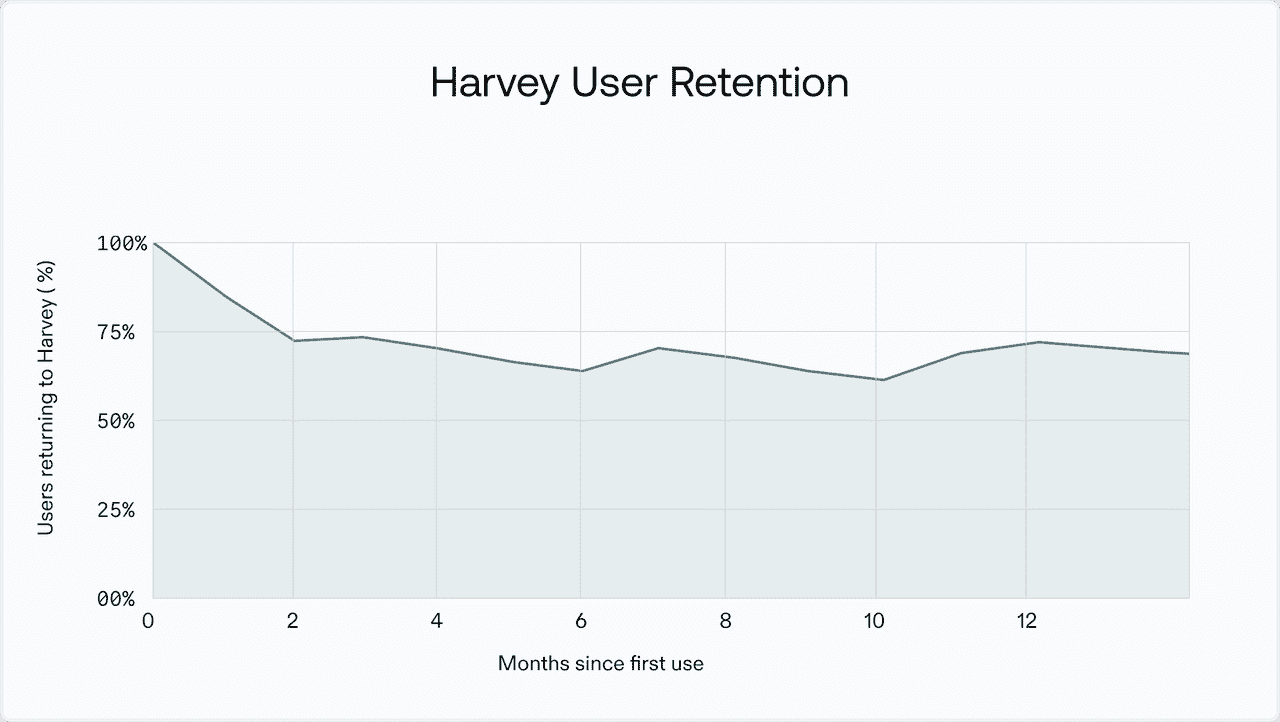 Harvey User Retention
Users returning to Harvey ( %)
100%
75%
50%
25%
00%
0 2 4 6 8 10 12
Months since first use